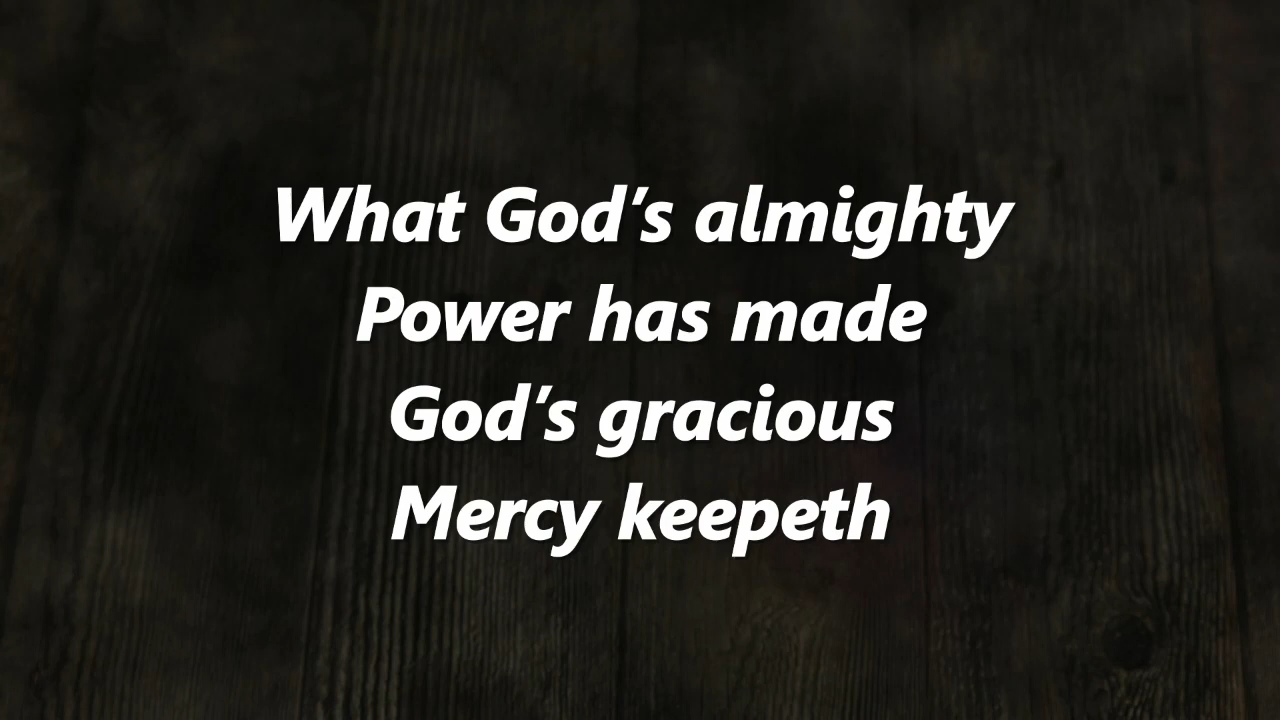 What God’s almighty
Power has made
God’s gracious
Mercy keepeth